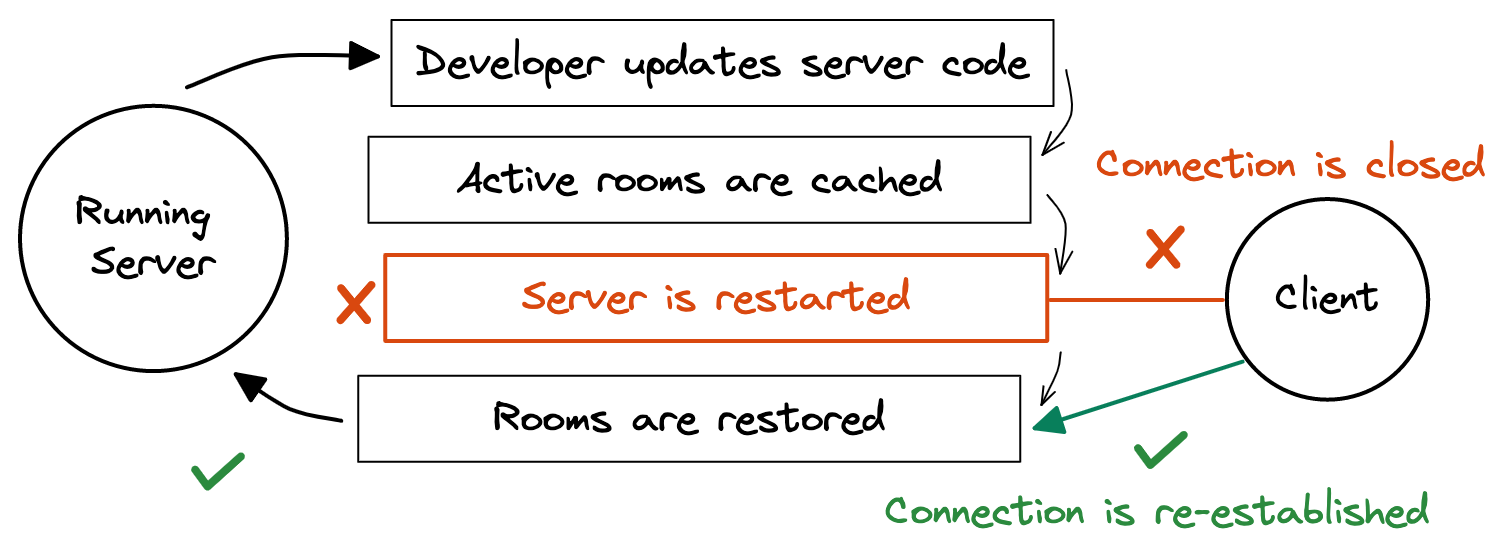 Developer updates server code
Active rooms are cached
Connection is closed
Running
Server
Server is restarted
Client
Rooms are restored
Connection is re-established